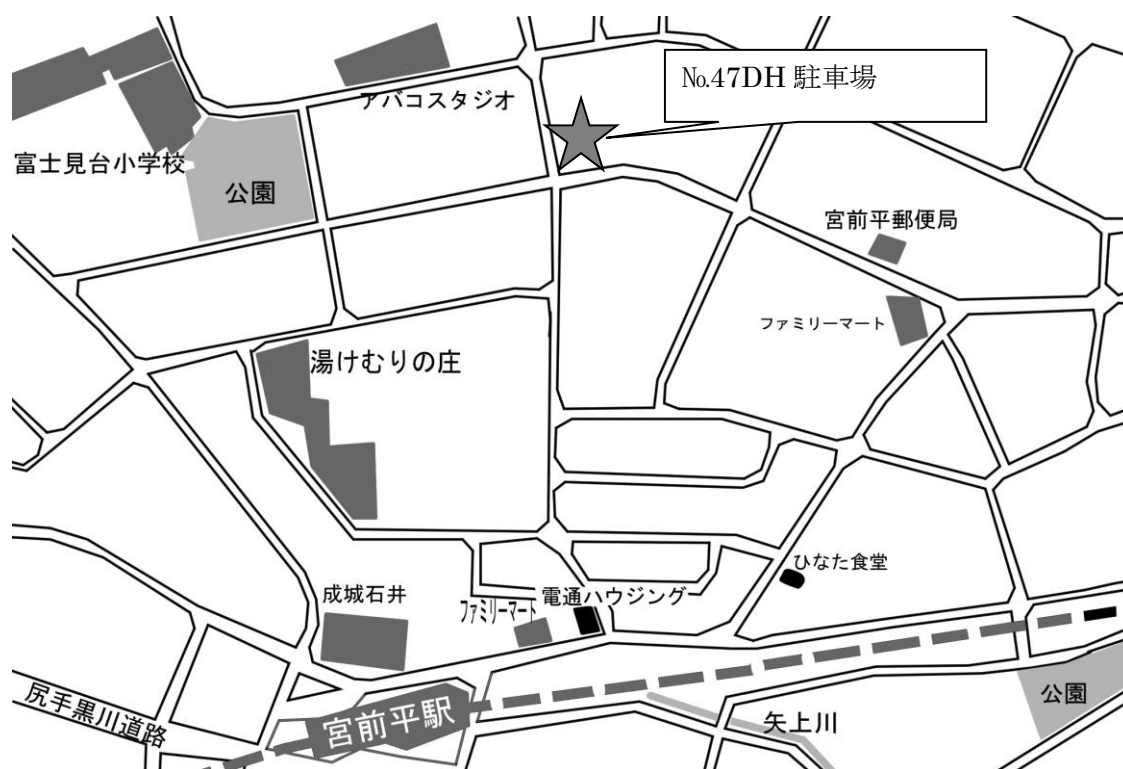 №.47DH 駐車場
アバコスタジオ
富士見台小学校
公園
宮前平郵便局
ファミリーマート
湯けむりの庄
ひなた食堂
成城石井
ファミリーマート
電通ハウジング
尻手黒川道路
宮前平駅
矢上川
公園